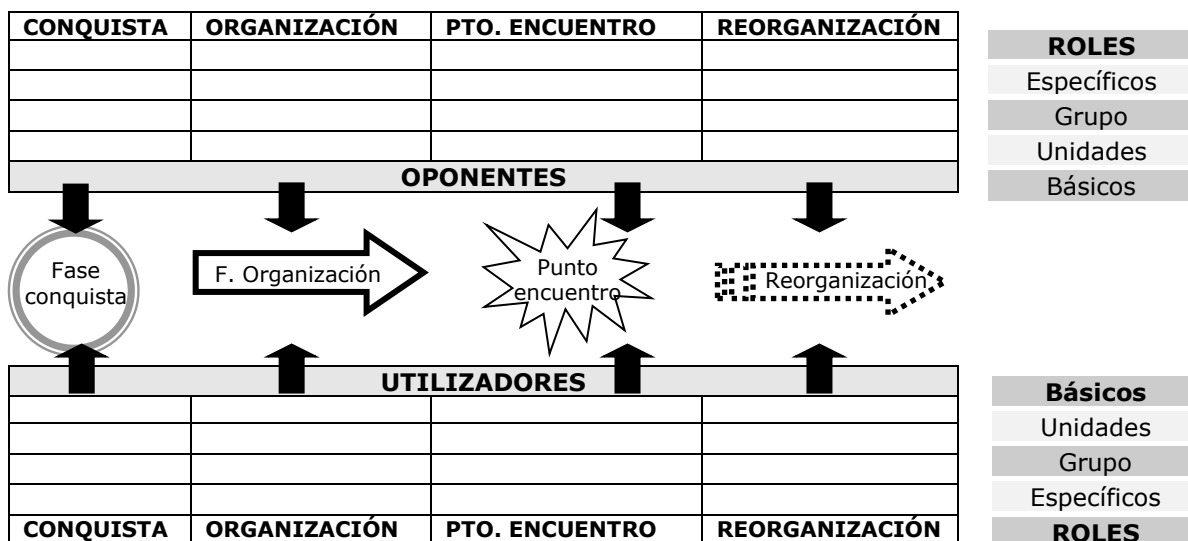 CONQUISTA ORGANIZACIÓN PTO. ENCUENTRO REORGANIZACIÓN
ROLES
Específicos
Grupo
Unidades
Básicos
OPONENTES
Fase
conquista
F. Organización
Punto
encuentro
Reorganización
UTILIZADORES
Básicos
Unidades
Grupo
Específicos
ROLES
CONQUISTA ORGANIZACIÓN PTO. ENCUENTRO REORGANIZACIÓN